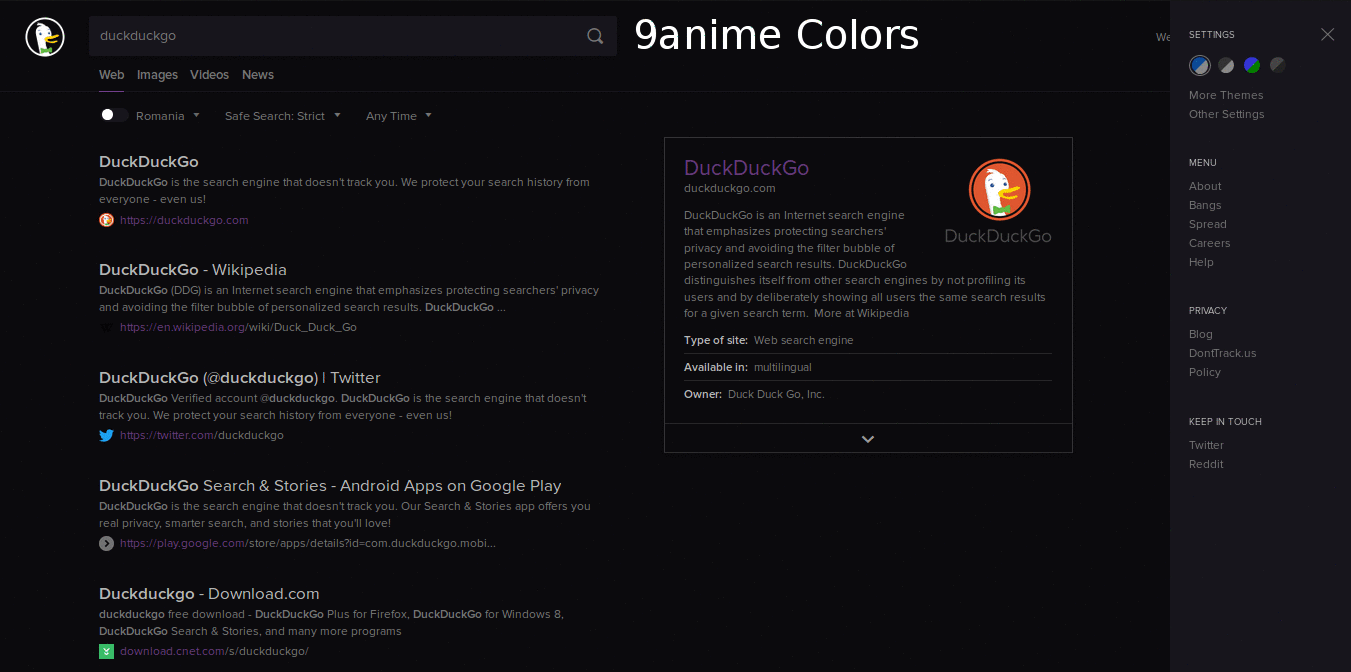 duckduckgo
9anime Colors
We
Web Images Videos News
Romania Safe Search: Strict Any Time
DuckDuckGo
DuckDuckGo is the search engine that doesn't track you. We protect your search history from
everyone - even us!
https://duckduckgo.com
DuckDuckGo - Wikipedia
DuckDuckGo (DDG) is an Internet search engine that emphasizes protecting searchers' privacy
and avoiding the filter bubble of personalized search results. DuckDuckGo ...
https://en.wikipedia.org/wiki/Duck_Duck_Go
DuckDuckGo (@duckduckgo) | Twitter
DuckDuckGo Verified account @duckduckgo. DuckDuckGo is the search engine that doesn't
track you. We protect your search history from everyone - even us!
https://twitter.com/duckduckgo
DuckDuckGo Search & Stories - Android Apps on Google Play
DuckDuckGo is the search engine that doesn't track you. Our Search & Stories app offers you
real privacy, smarter search, and stories that you'll love!
https://play.google.com/store/apps/details?id=com.duckduckgo.mobi...
Duckduckgo - Download.com
duckduckgo free download - DuckDuckGo Plus for Firefox, DuckDuckGo for Windows 8,
DuckDuckGo Search & Stories, and many more programs
download.cnet.com/s/duckduckgo/
DuckDuckGo
duckduckgo.com
DuckDuckGo
DuckDuckGo is an Internet search engine
that emphasizes protecting searchers'
privacy and avoiding the filter bubble of
personalized search results. DuckDuckGo
distinguishes itself from other search engines by not profiling its
users and by deliberately showing all users the same search results
for a given search term. More at Wikipedia
Type of site: Web search engine
Available in: multilingual
Owner: Duck Duck Go, Inc.
SETTINGS
More Themes
Other Settings
MENU
About
Bangs
Spread
Careers
Help
PRIVACY
Blog
DontTrack.us
Policy
KEEP IN TOUCH
Twitter
Reddit